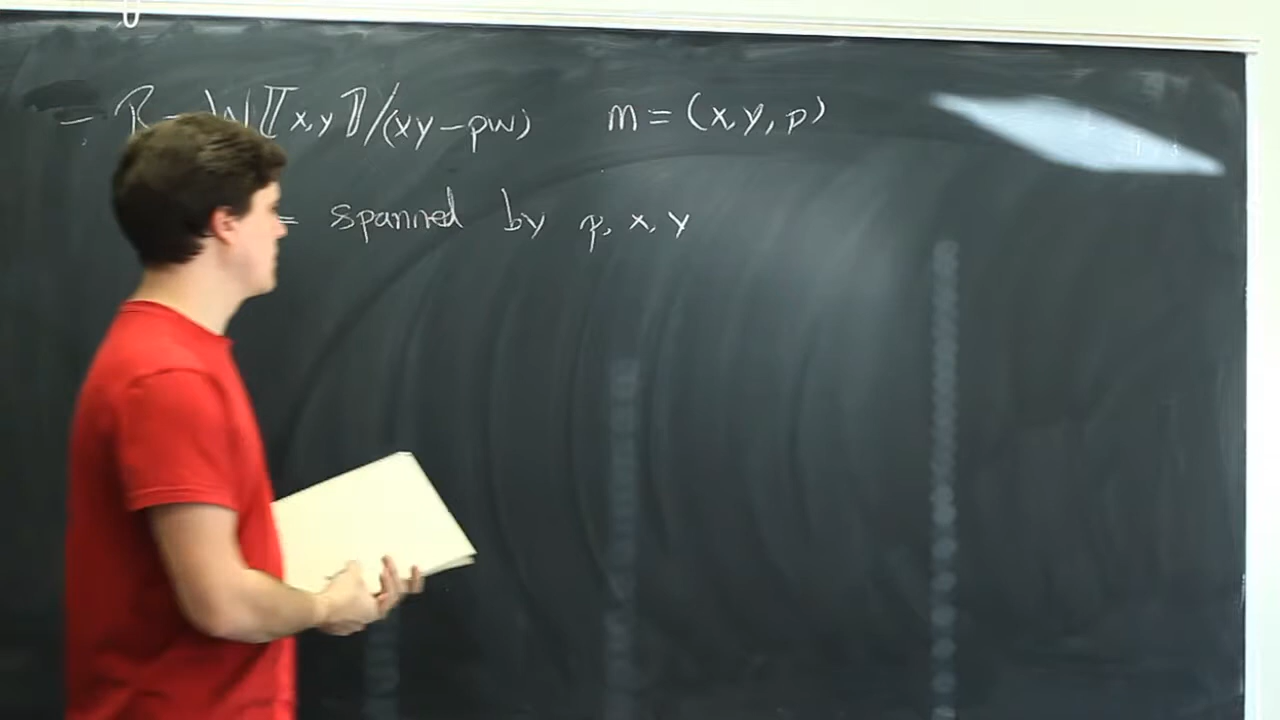 - R = W⟦x,y⟧/(xy-pw) m = (x,y,p)
= spanned by p, x, y